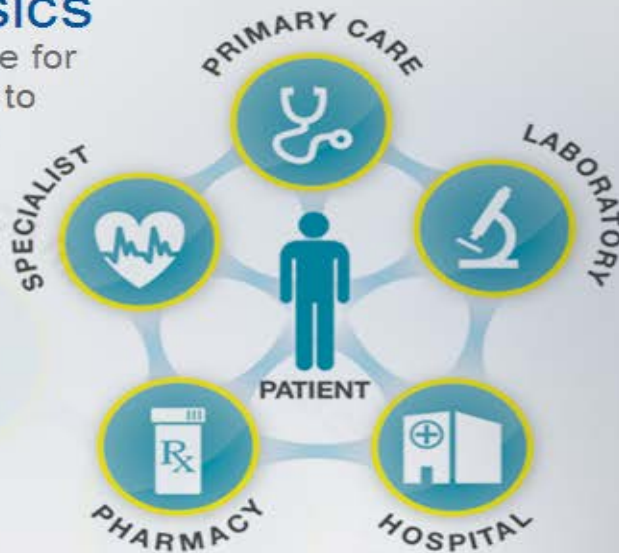 SICS
e for
to
PRIMARY CARE
LABORATORY
SPECIALIST
PATIENT
Rx
PHARMACY
HOSPITAL